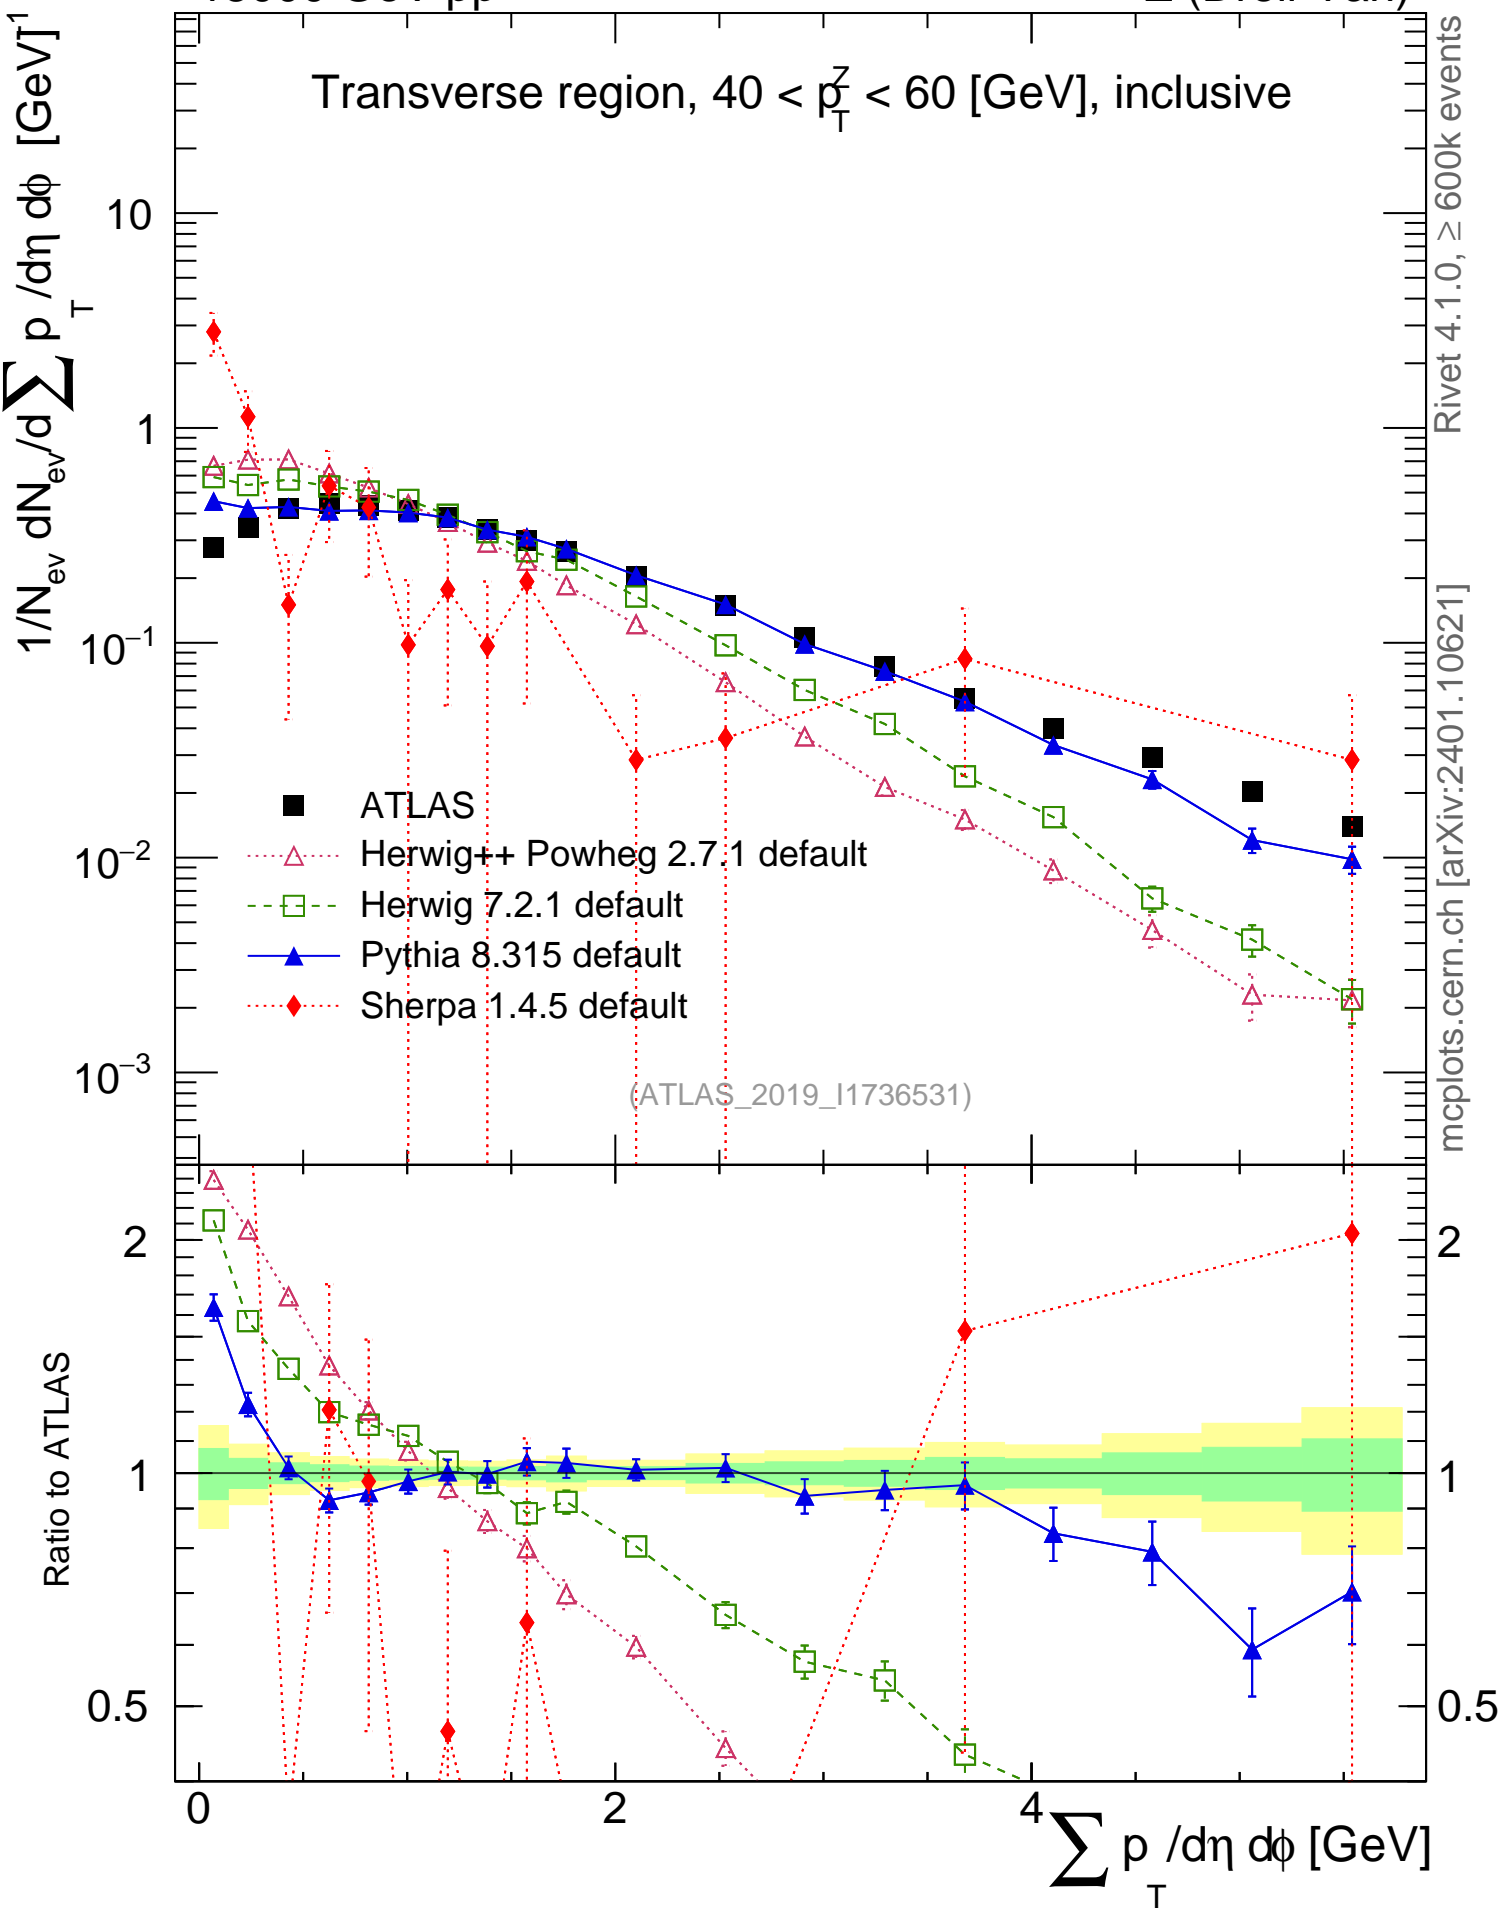 Transverse region, 40 < p_T^Z < 60 [GeV], inclusive
1/N_ev dN_ev/d∑ p_T/dη dϕ [GeV]^-1
10
1
10^−1
10^−2
10^−3
ATLAS
Herwig++ Powheg 2.7.1 default
Herwig 7.2.1 default
Pythia 8.315 default
Sherpa 1.4.5 default
(ATLAS_2019_I1736531)
Rivet 4.1.0, ≥ 600k events
mcplots.cern.ch [arXiv:2401.10621]
Ratio to ATLAS
2
1
0.5
2
1
0.5
0
2
4
∑ p_T/dη dϕ [GeV]